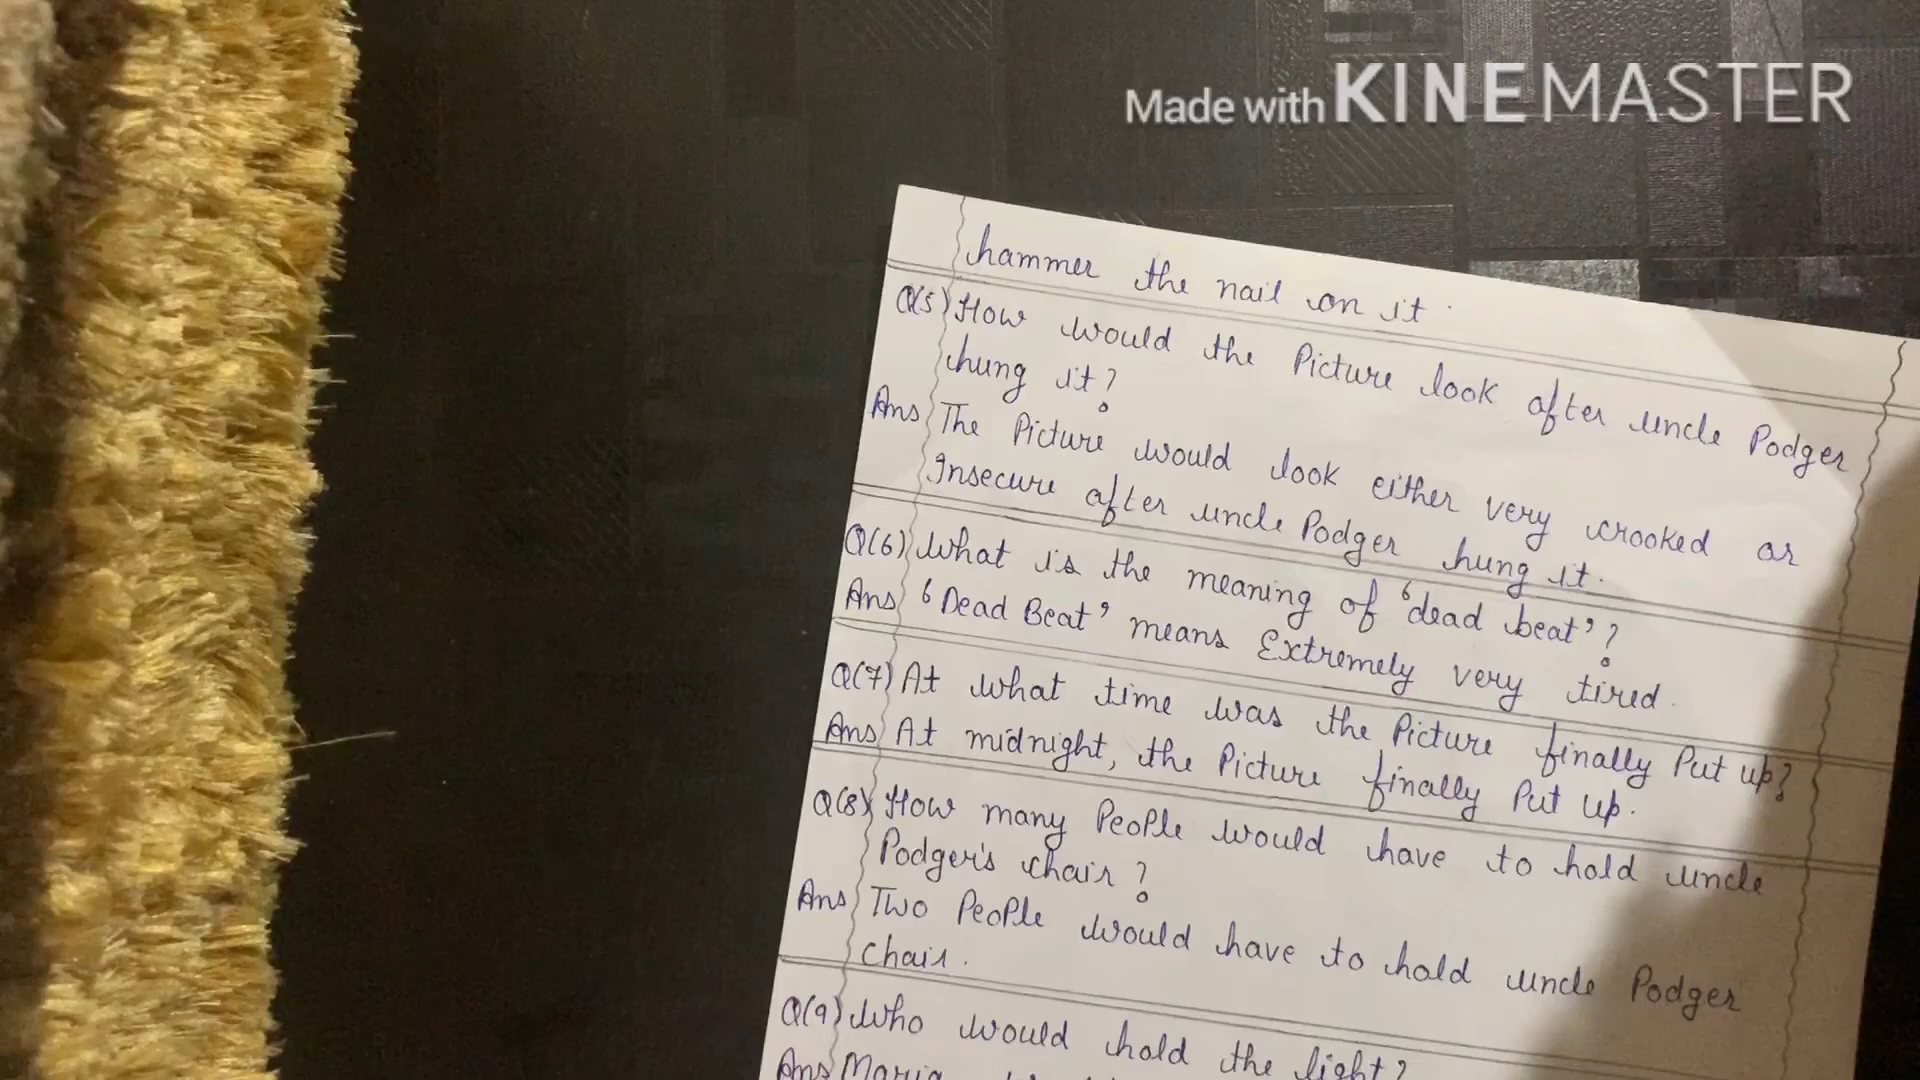 Made with KINEMASTER
hammer the nail on it.
Q(5) How would the Picture look after uncle Podger
hung it?
Ans The Picture would look either very crooked or
Insecure after uncle Podger hung it.
Q(6) What is the meaning of 'dead beat'?
Ans 'Dead Beat' means Extremely very tired.
Q(7) At what time was the Picture finally Put up?
Ans At midnight, the Picture finally Put up.
Q(8) How many People would have to hold uncle
Podger's chair?
Ans Two People would have to hold uncle Podger
chair.
Q(9) Who would hold the light?
Ans Maria